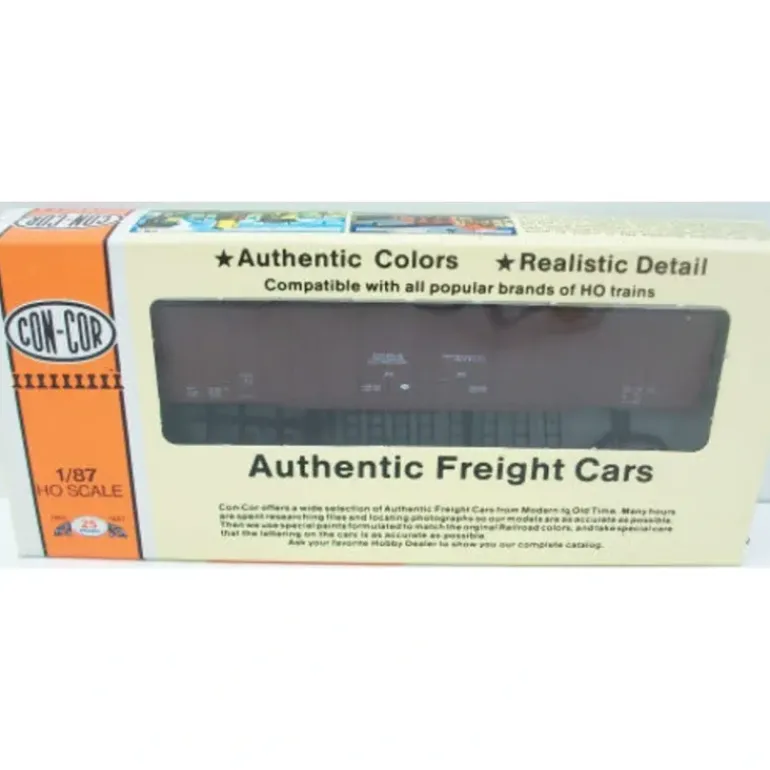 CON-COR
★Authentic Colors ★Realistic Detail
Compatible with all popular brands of HO trains
CON-COR
1/87
HO SCALE
25
Authentic Freight Cars
Con-Cor offers a wide selection of Authentic Freight Cars from Modern to Old Time. Many hours
are spent researching files and locating photographs so our models are as accurate as possible.
Then we use special paints formulated to match the original Railroad colors, and take special care
that the lettering on the cars is as accurate as possible.
Ask your favorite Hobby Dealer to show you our complete catalog.